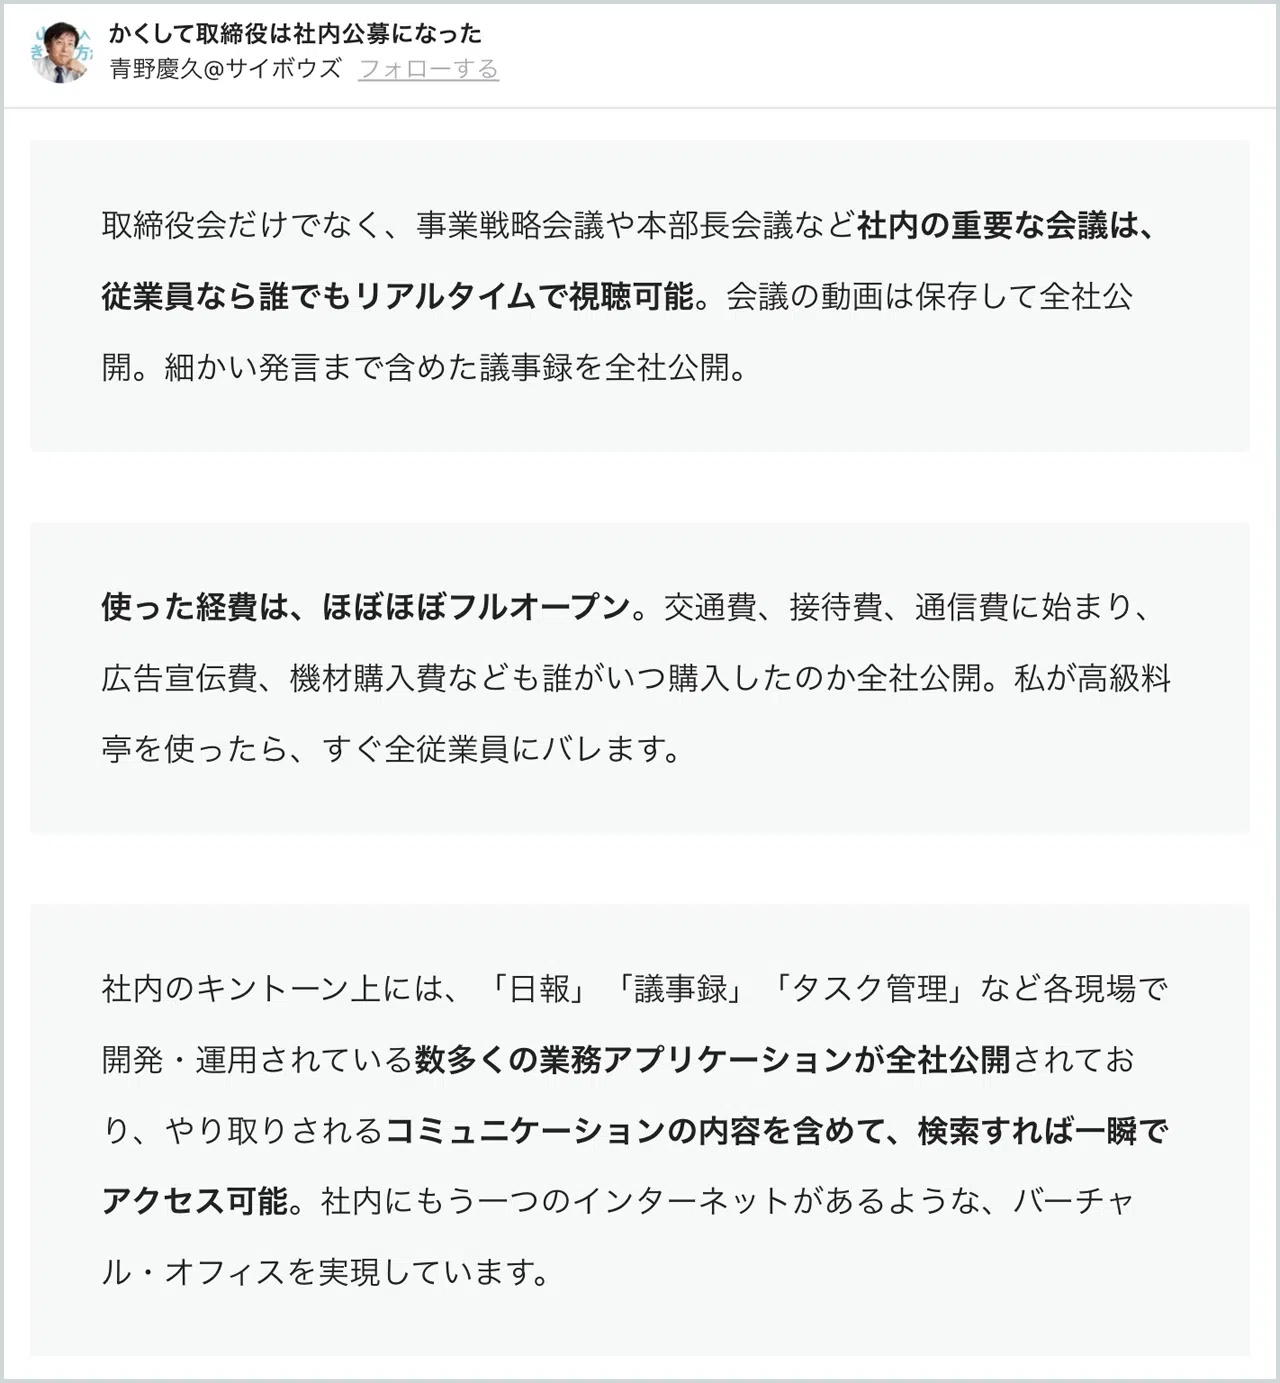 かくして取締役は社内公募になった
青野慶久@サイボウズ フォローする
取締役会だけでなく、事業戦略会議や本部長会議など社内の重要な会議は、
従業員なら誰でもリアルタイムで視聴可能。会議の動画は保存して全社公
開。細かい発言まで含めた議事録を全社公開。
使った経費は、ほぼほぼフルオープン。交通費、接待費、通信費に始まり、
広告宣伝費、機材購入費なども誰がいつ購入したのか全社公開。私が高級料
亭を使ったら、すぐ全従業員にバレます。
社内のキントーン上には、「日報」「議事録」「タスク管理」など各現場で
開発・運用されている数多くの業務アプリケーションが全社公開されてお
り、やり取りされるコミュニケーションの内容を含めて、検索すれば一瞬で
アクセス可能。社内にもう一つのインターネットがあるような、バーチャ
ル・オフィスを実現しています。